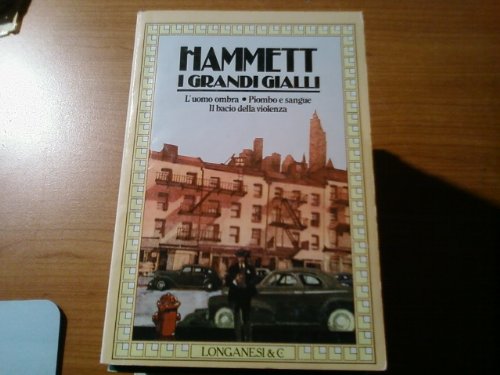 HAMMETT
I GRANDI GIALLI
L'uomo ombra • Piombo e sangue
Il bacio della violenza
LONGANESI & C.